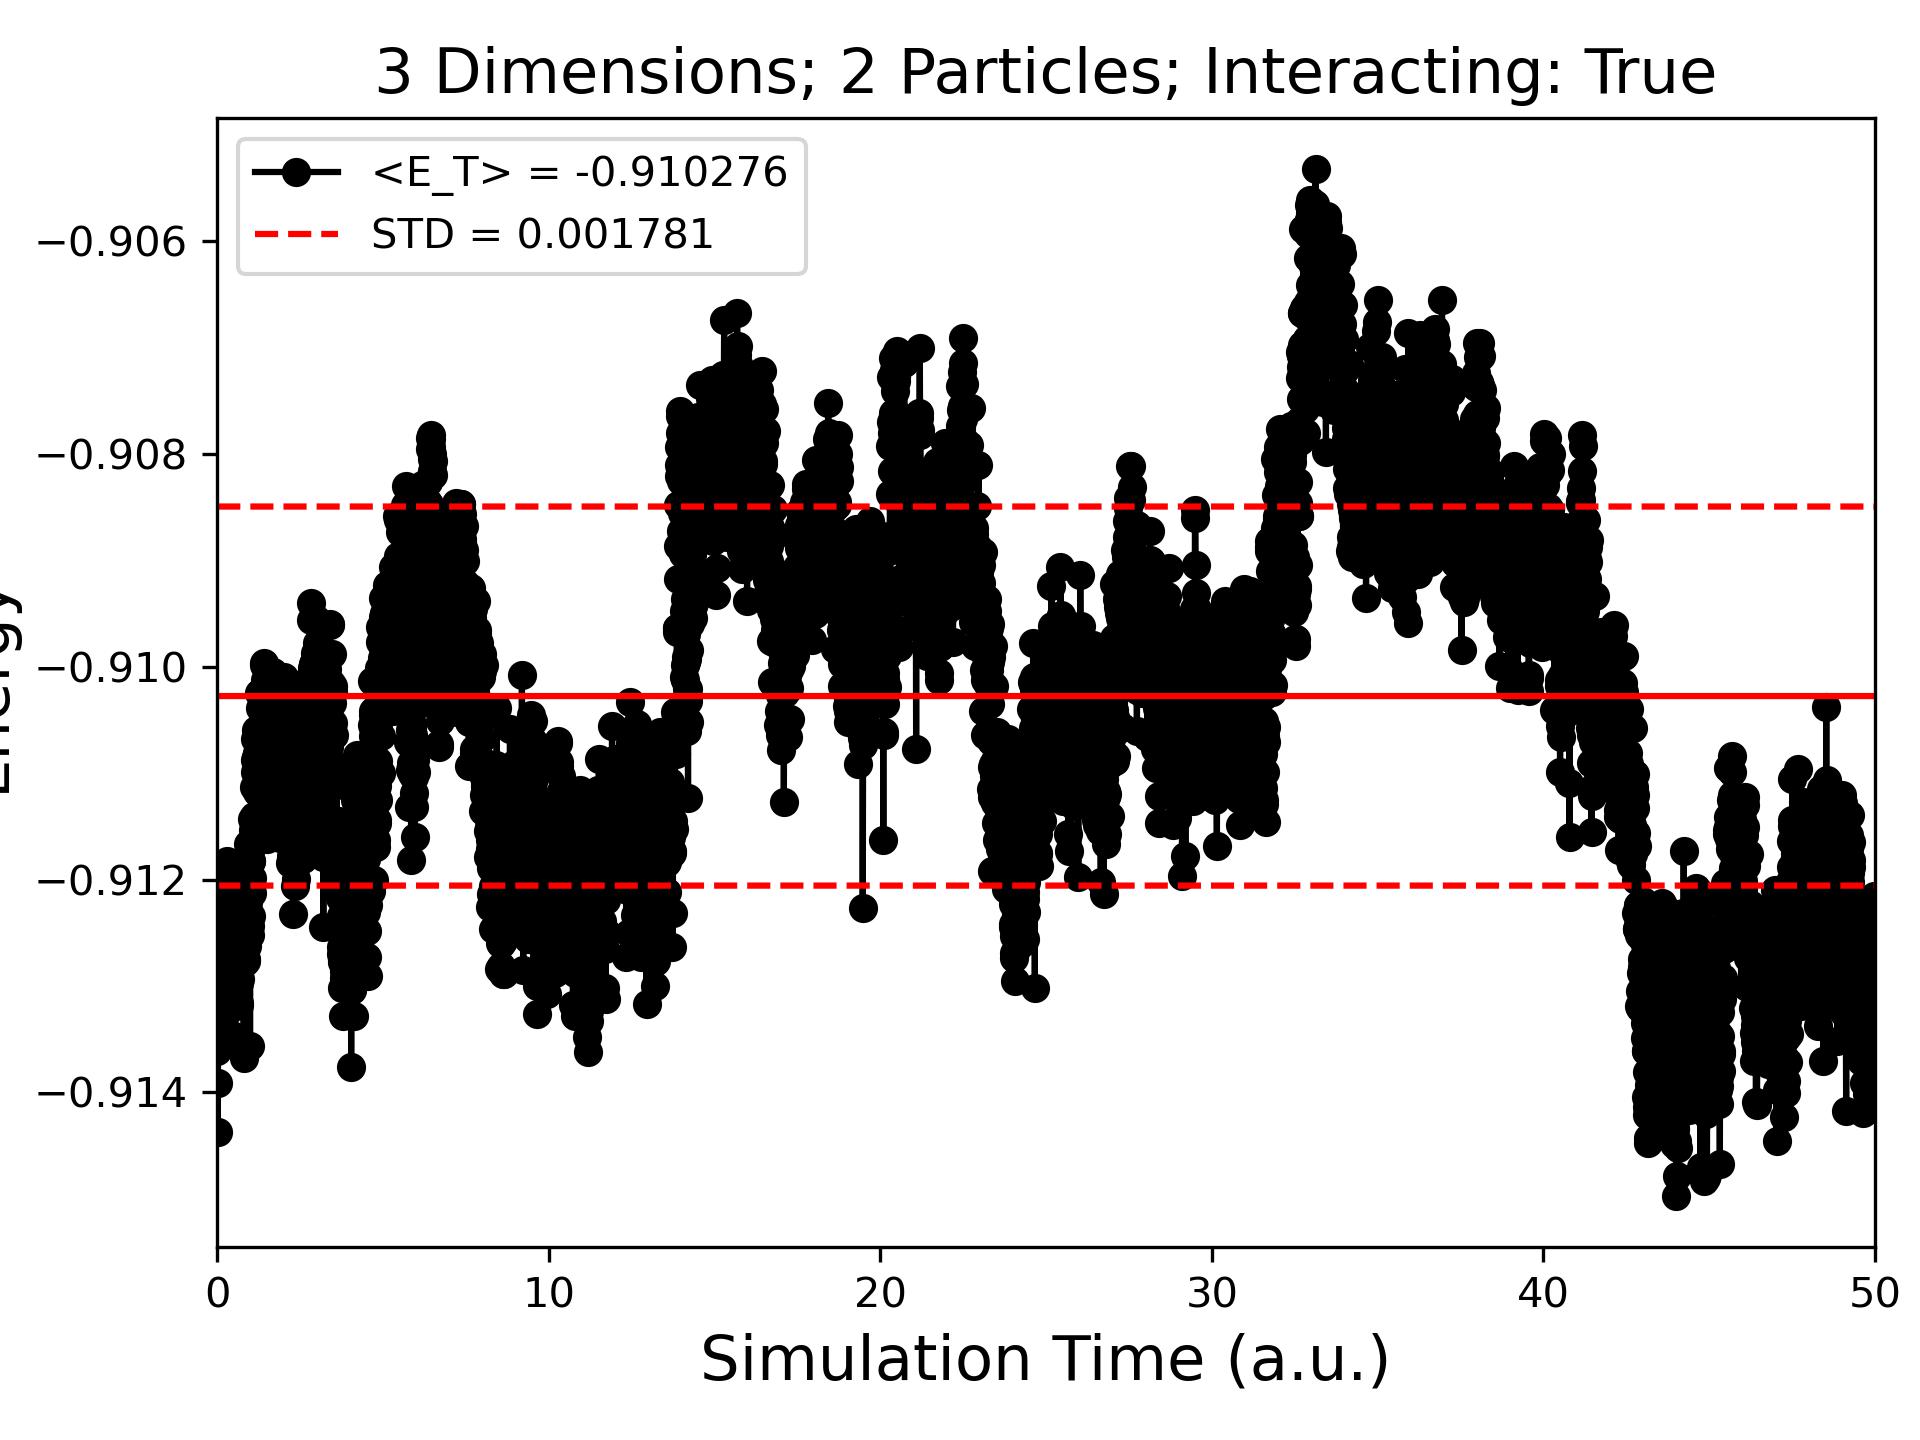 3 Dimensions; 2 Particles; Interacting: True
<E_T> = -0.910276
STD = 0.001781
−0.906
−0.908
−0.910
−0.912
−0.914
Energy
0 10 20 30 40 50
Simulation Time (a.u.)